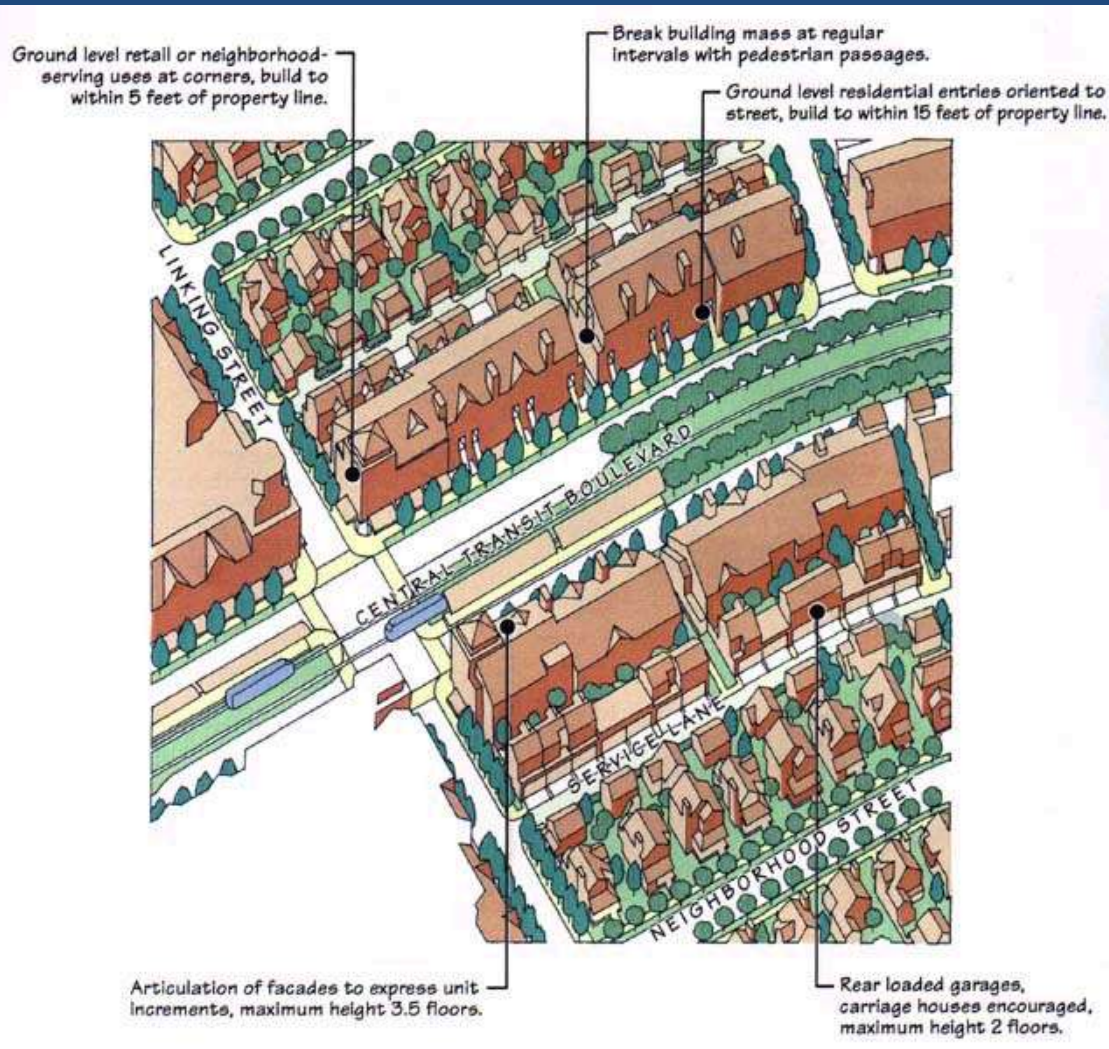 Ground level retail or neighborhood-
serving uses at corners, build to
within 5 feet of property line.
Break building mass at regular
intervals with pedestrian passages.
Ground level residential entries oriented to
street, build to within 15 feet of property line.
LINKING STREET
CENTRAL TRANSIT BOULEVARD
SERVICE LANE
NEIGHBORHOOD STREET
Articulation of facades to express unit
increments, maximum height 3.5 floors.
Rear loaded garages,
carriage houses encouraged,
maximum height 2 floors.